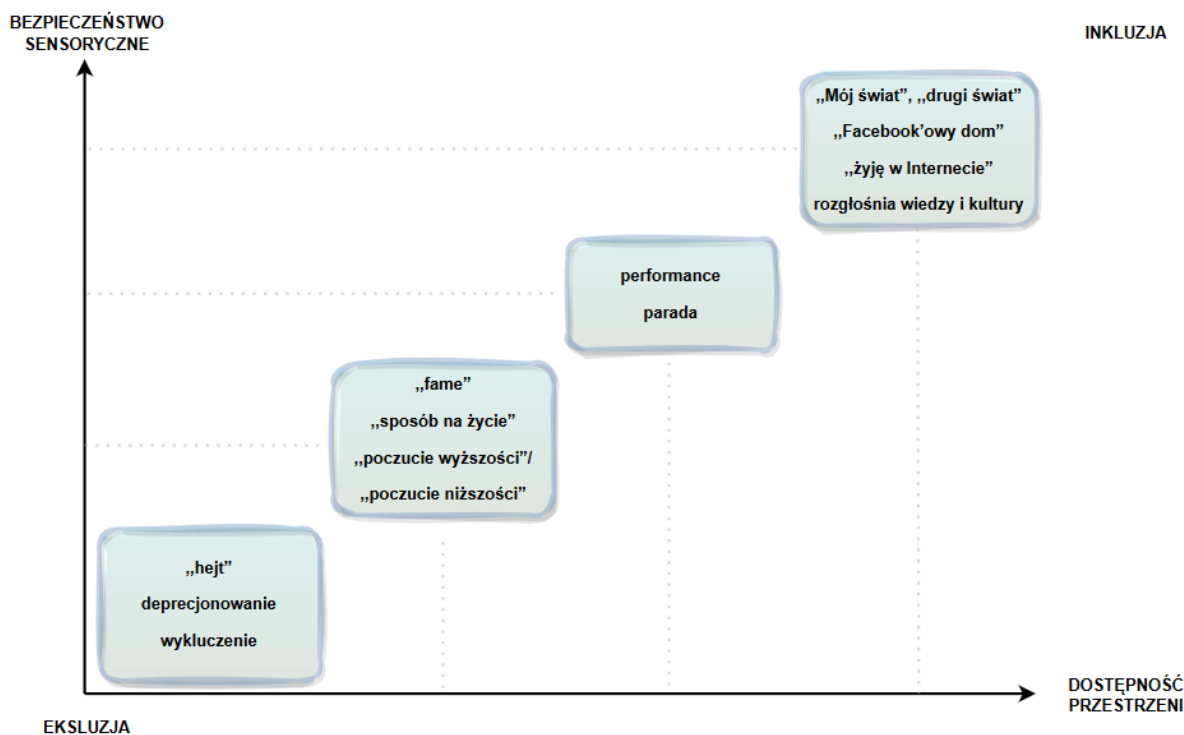 BEZPIECZEŃSTWO
SENSORYCZNE
INKLUZJA
,,Mój świat”, ,,drugi świat”
,,Facebook’owy dom”
,,żyję w Internecie”
rozgłośnia wiedzy i kultury
performance
parada
,,fame”
,,sposób na życie”
,,poczucie wyższości”/
,,poczucie niższości”
,,hejt”
deprecjonowanie
wykluczenie
DOSTĘPNOŚĆ
PRZESTRZENI
EKSLUZJA